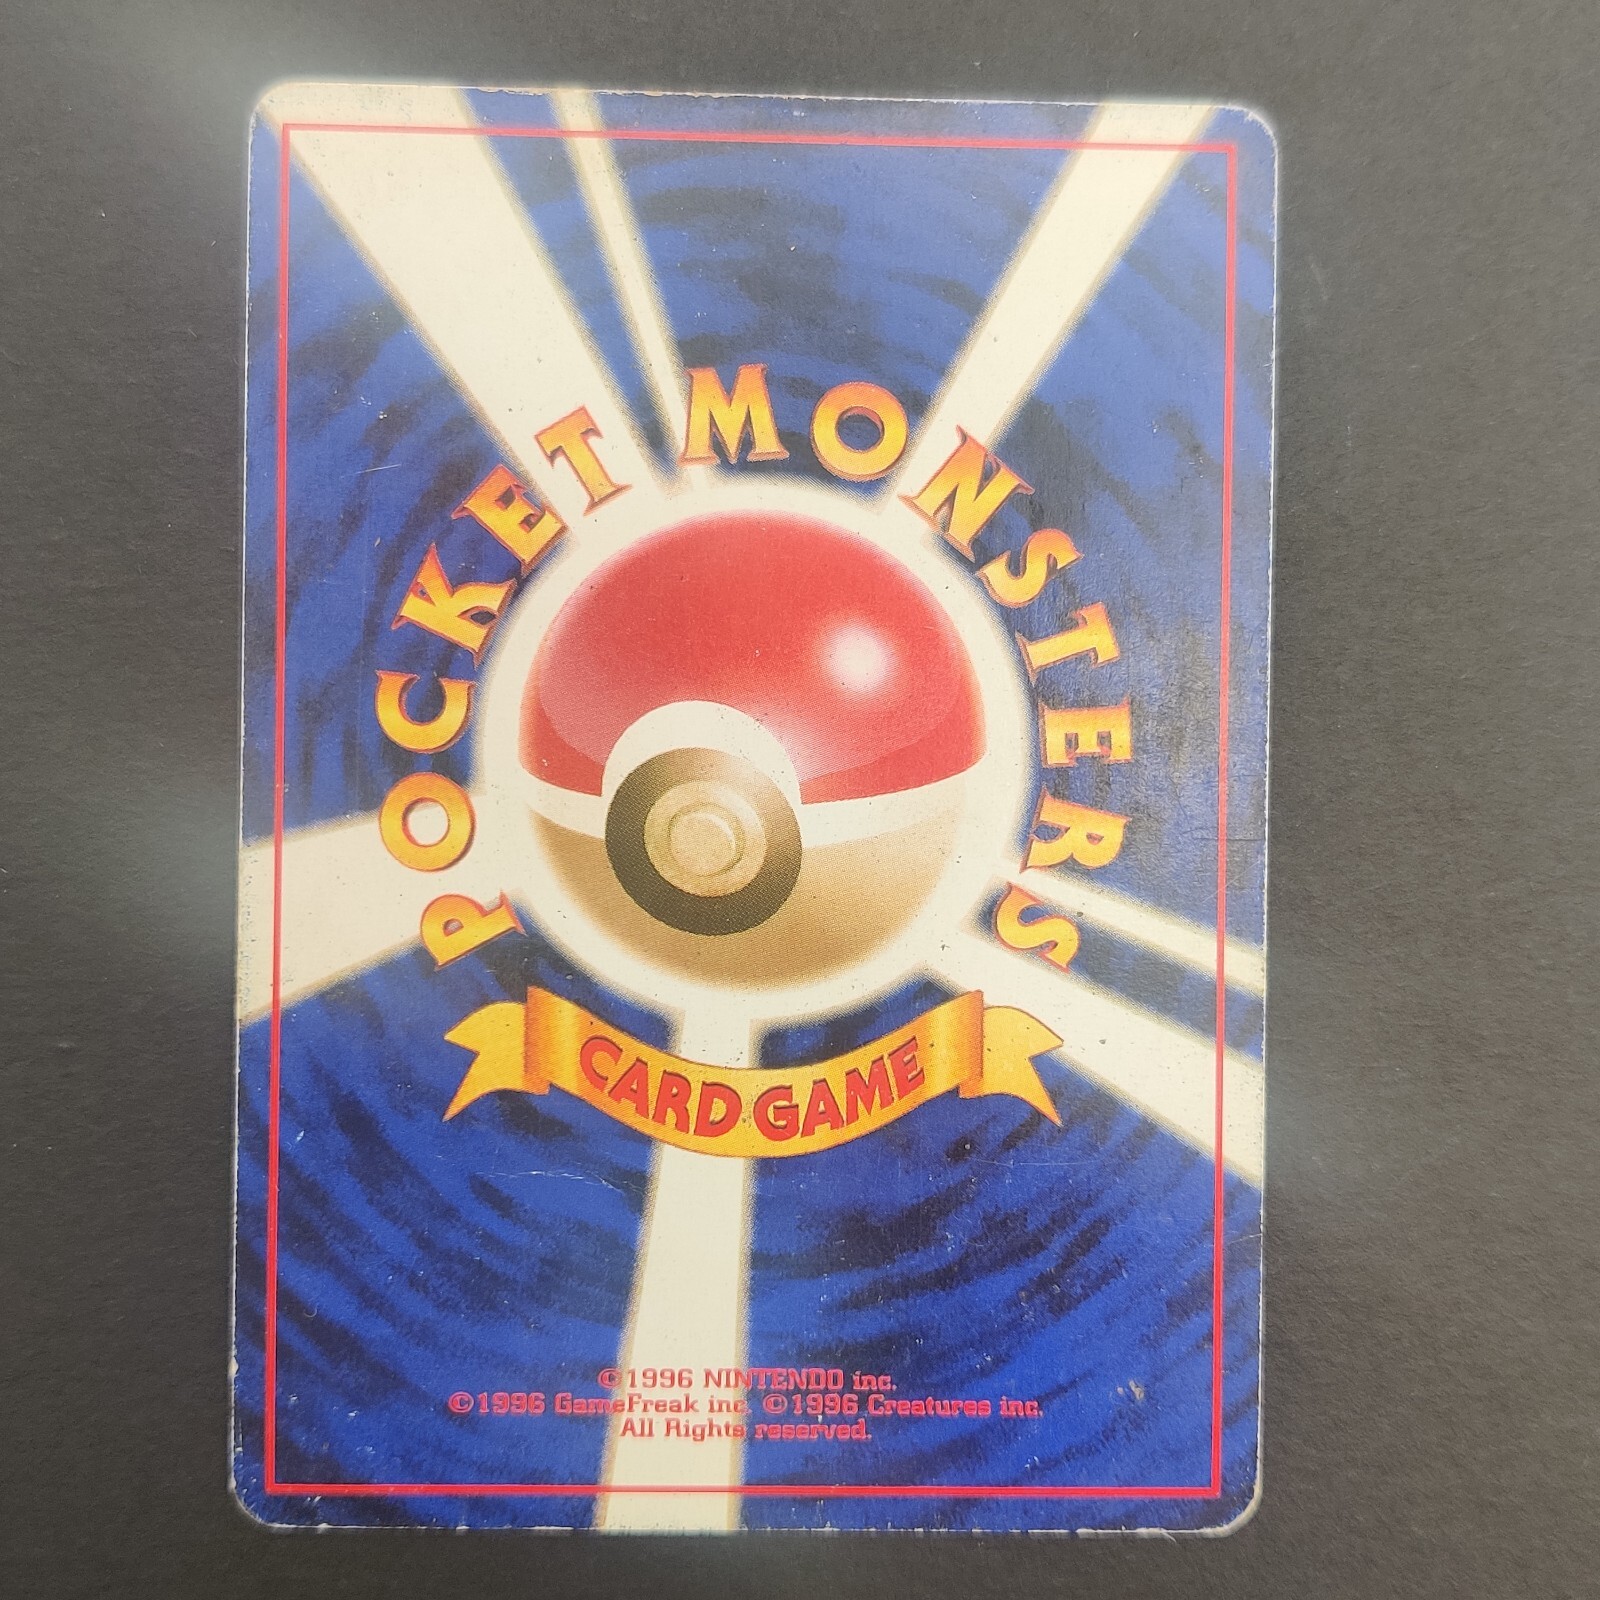 POCKET MONSTERS
CARD GAME
©1996 NINTENDO inc.
©1996 GameFreak inc. ©1996 Creatures inc.
All Rights reserved.